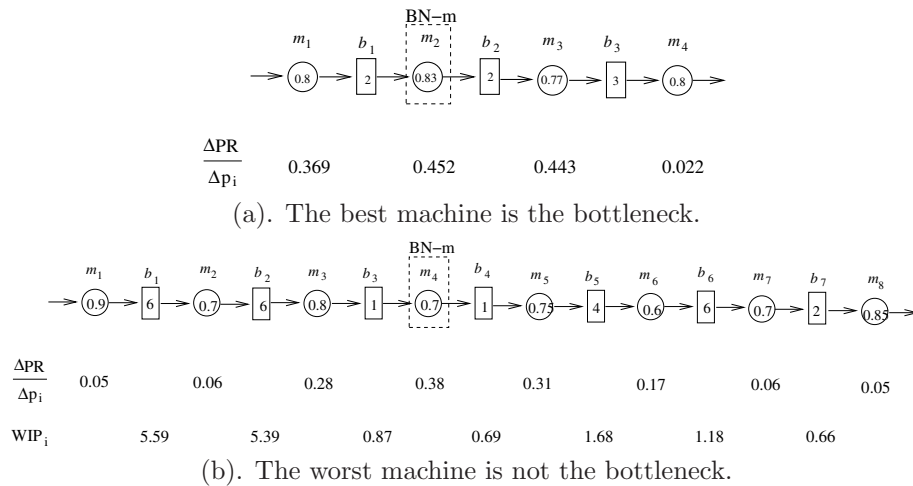 BN–m
m1 b1 m2 b2 m3 b3 m4
0.8 2 0.83 2 0.77 3 0.8
ΔPR
Δpi
0.369 0.452 0.443 0.022
(a). The best machine is the bottleneck.
BN–m
m1 b1 m2 b2 m3 b3 m4 b4 m5 b5 m6 b6 m7 b7 m8
0.9 6 0.7 6 0.8 1 0.7 1 0.75 4 0.6 6 0.7 2 0.85
ΔPR
Δpi
0.05 0.06 0.28 0.38 0.31 0.17 0.06 0.05
WIPi 5.59 5.39 0.87 0.69 1.68 1.18 0.66
(b). The worst machine is not the bottleneck.